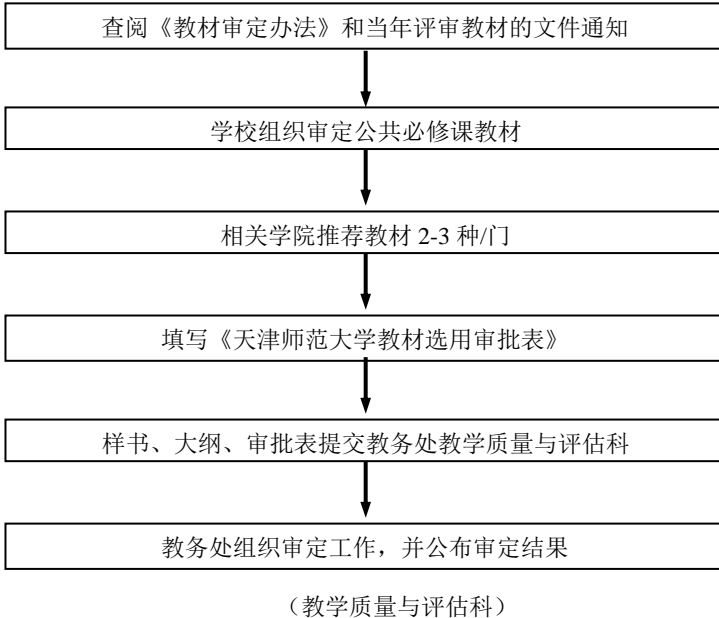 查阅《教材审定办法》和当年评审教材的文件通知
学校组织审定公共必修课教材
相关学院推荐教材 2-3 种/门
填写《天津师范大学教材选用审批表》
样书、大纲、审批表提交教务处教学质量与评估科
教务处组织审定工作，并公布审定结果
（教学质量与评估科）